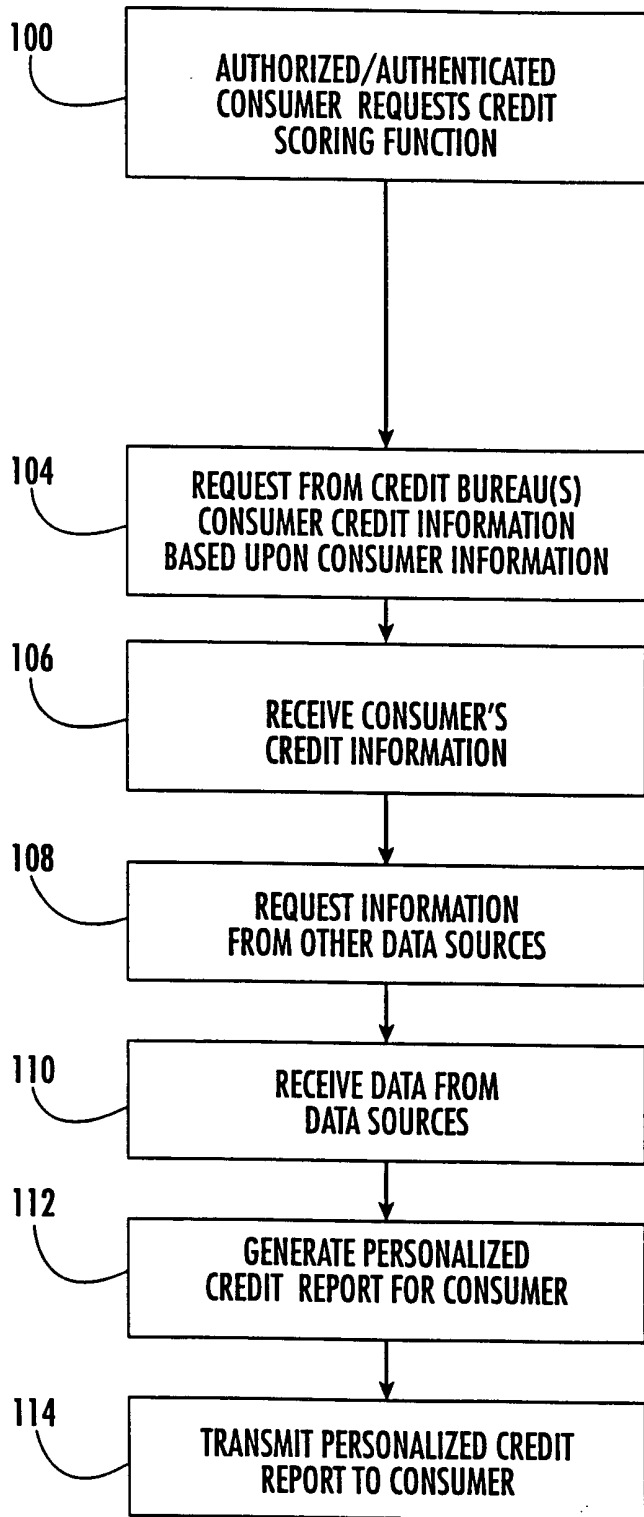 100
AUTHORIZED/AUTHENTICATED
CONSUMER REQUESTS CREDIT
SCORING FUNCTION
104
REQUEST FROM CREDIT BUREAU(S)
CONSUMER CREDIT INFORMATION
BASED UPON CONSUMER INFORMATION
106
RECEIVE CONSUMER'S
CREDIT INFORMATION
108
REQUEST INFORMATION
FROM OTHER DATA SOURCES
110
RECEIVE DATA FROM
DATA SOURCES
112
GENERATE PERSONALIZED
CREDIT REPORT FOR CONSUMER
114
TRANSMIT PERSONALIZED CREDIT
REPORT TO CONSUMER